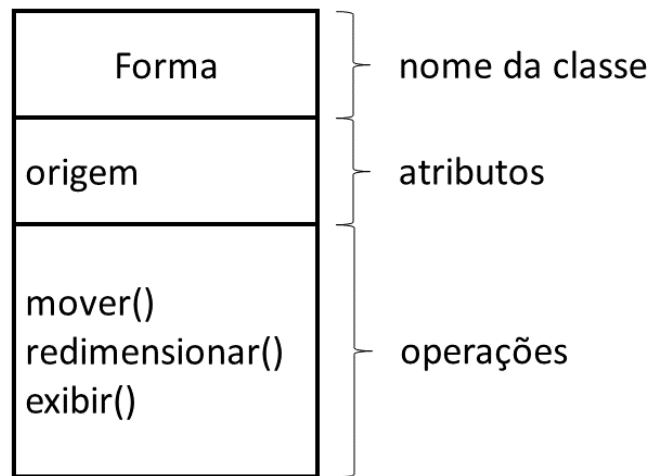 Forma
nome da classe
origem
atributos
mover()
redimensionar()
exibir()
operações